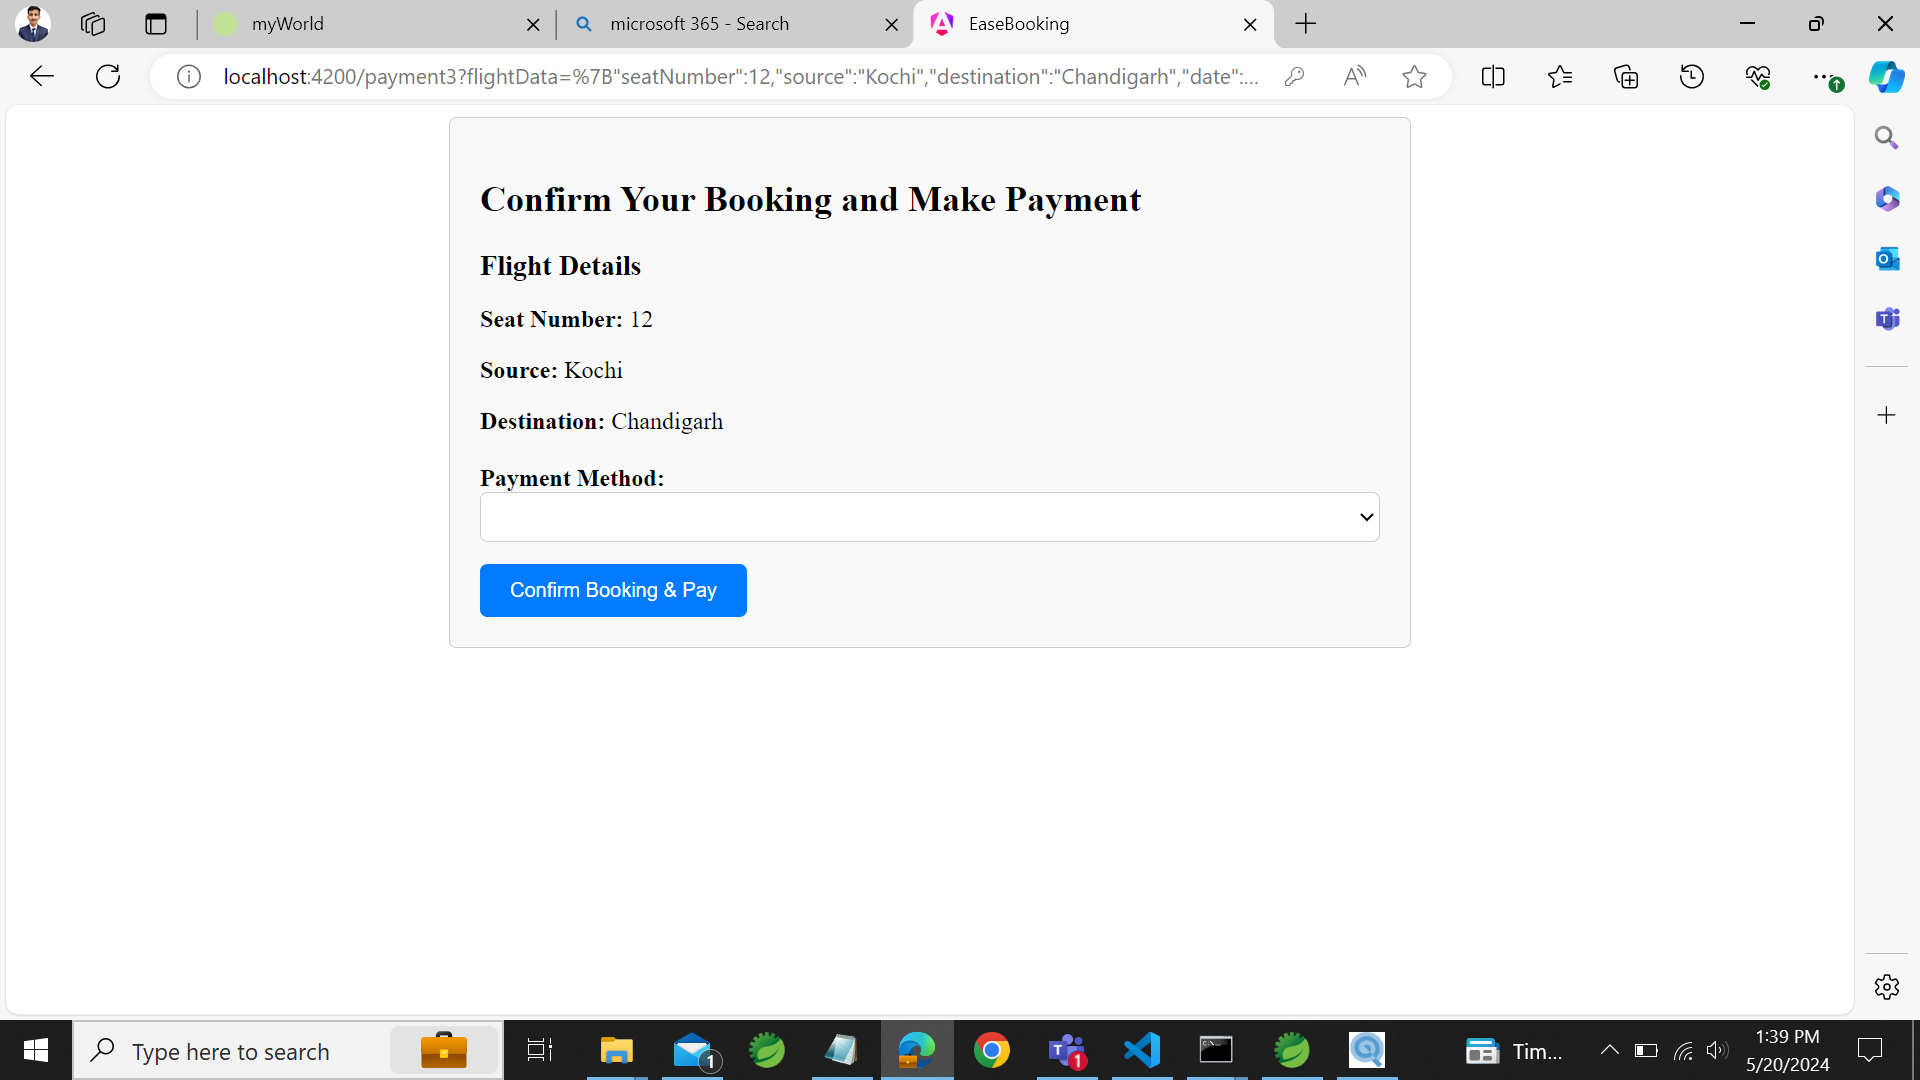 myWorld
microsoft 365 - Search
EaseBooking
localhost:4200/payment3?flightData=%7B"seatNumber":12,"source":"Kochi","destination":"Chandigarh","date":...
Confirm Your Booking and Make Payment
Flight Details
Seat Number: 12
Source: Kochi
Destination: Chandigarh
Payment Method:
Confirm Booking & Pay
Type here to search
1
1
Tim...
1:39 PM
5/20/2024